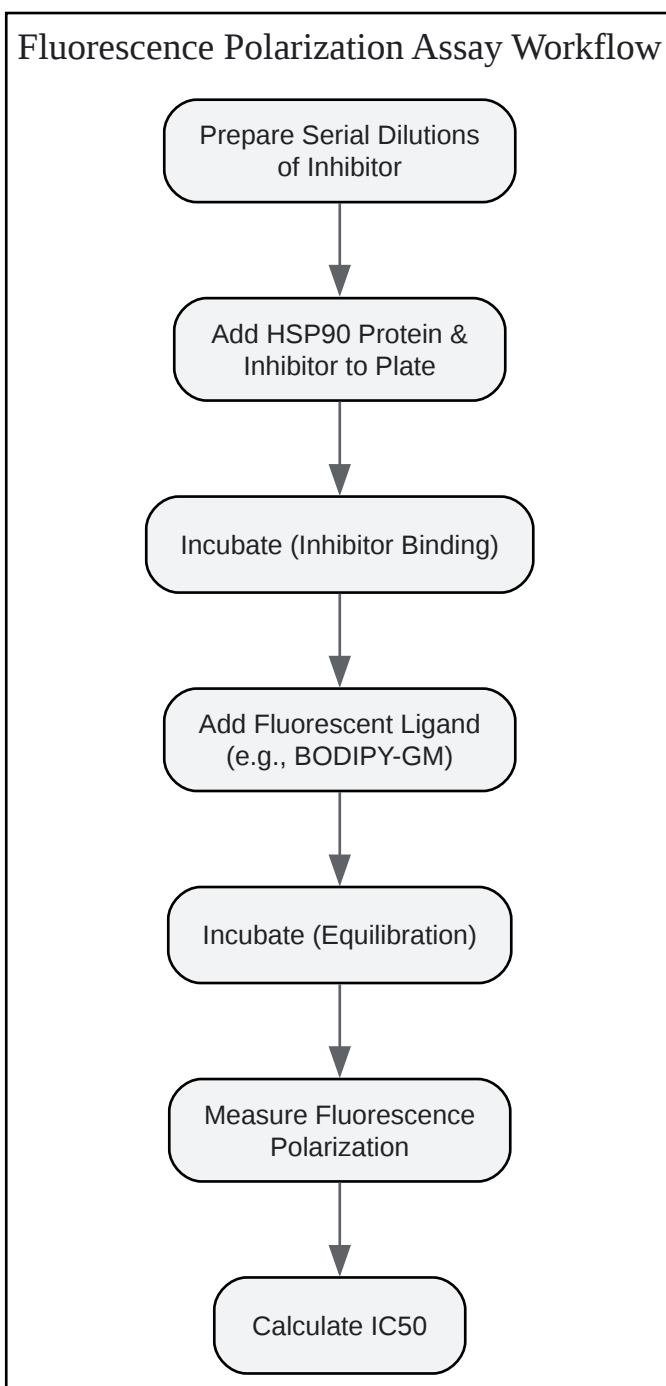 Fluorescence Polarization Assay Workflow
Prepare Serial Dilutions
of Inhibitor
Add HSP90 Protein &
Inhibitor to Plate
Incubate (Inhibitor Binding)
Add Fluorescent Ligand
(e.g., BODIPY-GM)
Incubate (Equilibration)
Measure Fluorescence
Polarization
Calculate IC50